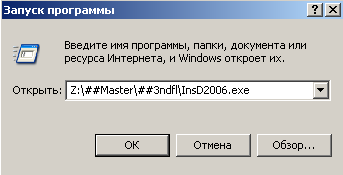 Запуск программы
Введите имя программы, папки, документа или
ресурса Интернета, и Windows откроет их.
Открыть: Z:\##Master\##3ndfl\InsD2006.exe
ОК Отмена Обзор...